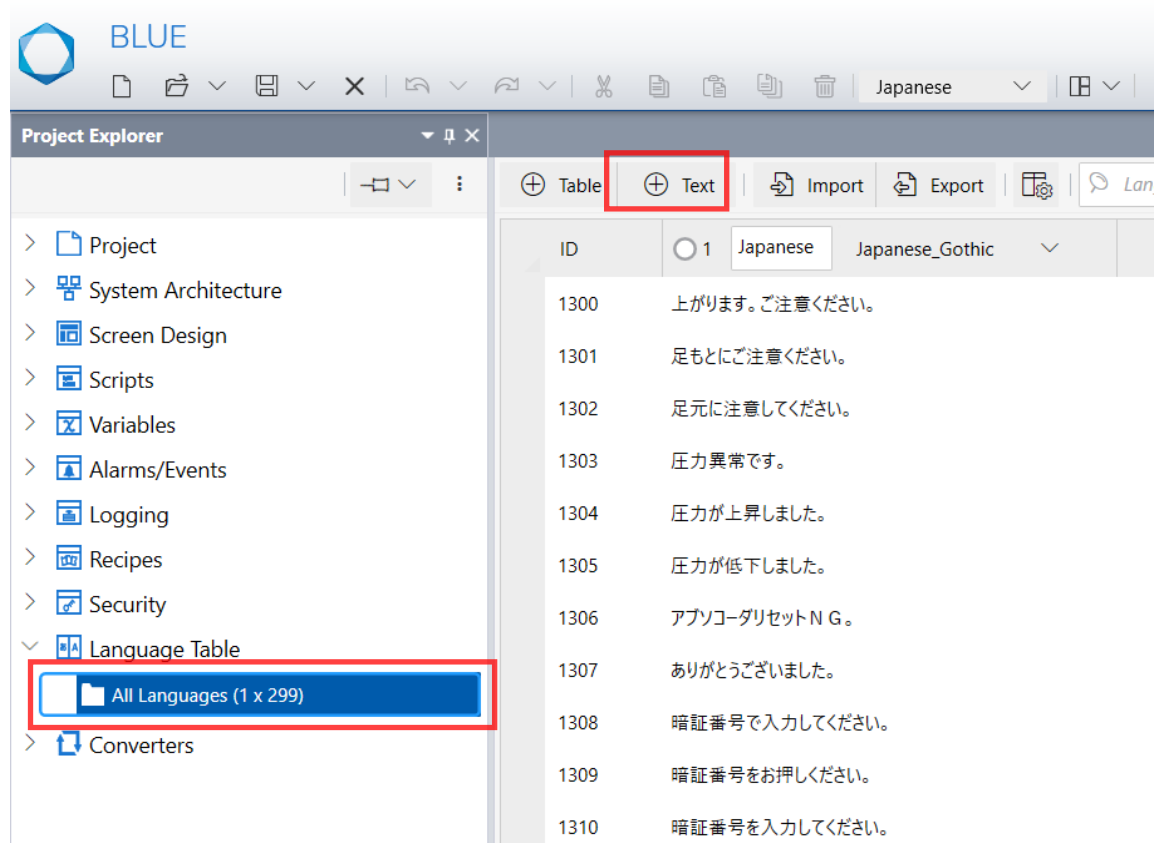 BLUE
Japanese
Project Explorer
Table
Text
Import
Export
Lan
Project
System Architecture
Screen Design
Scripts
Variables
Alarms/Events
Logging
Recipes
Security
Language Table
All Languages (1 x 299)
Converters
ID
1
Japanese
Japanese_Gothic
1300 上がります。ご注意ください。
1301 足もとにご注意ください。
1302 足元に注意してください。
1303 圧力異常です。
1304 圧力が上昇しました。
1305 圧力が低下しました。
1306 アブソコーダリセットＮＧ。
1307 ありがとうございました。
1308 暗証番号で入力してください。
1309 暗証番号をお押しください。
1310 暗証番号を入力してください。